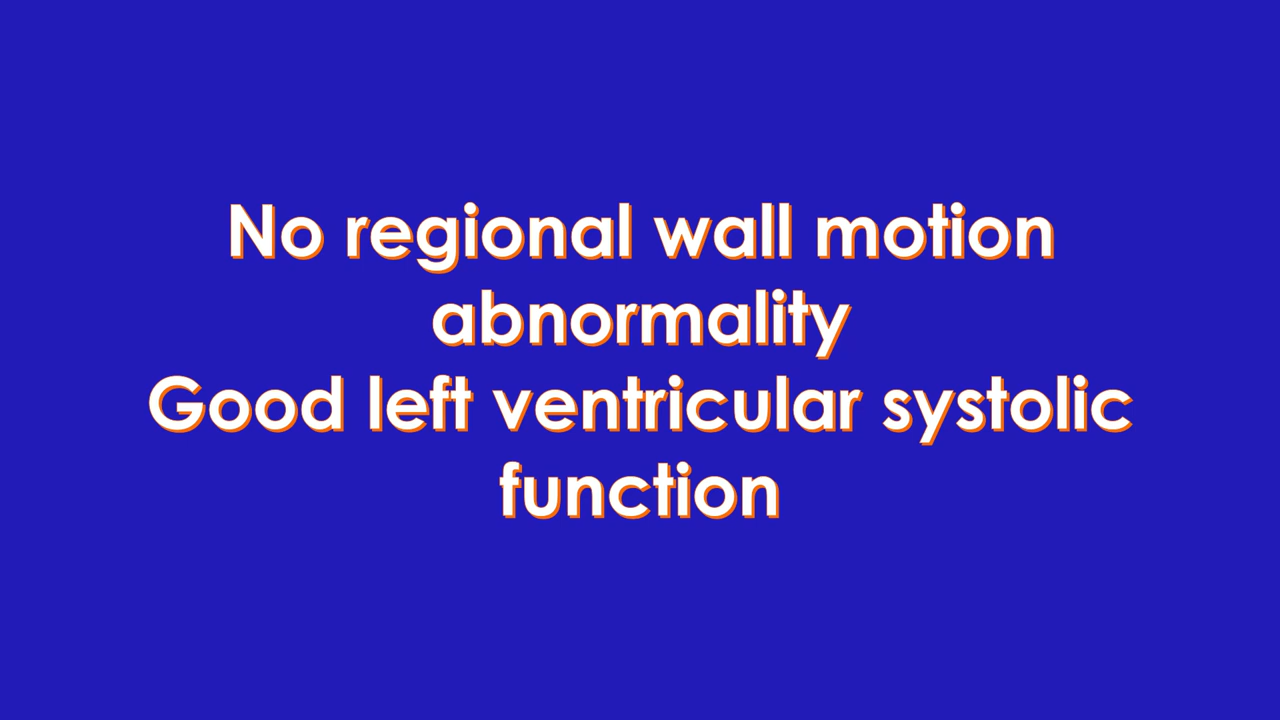 No regional wall motion
abnormality
Good left ventricular systolic
function